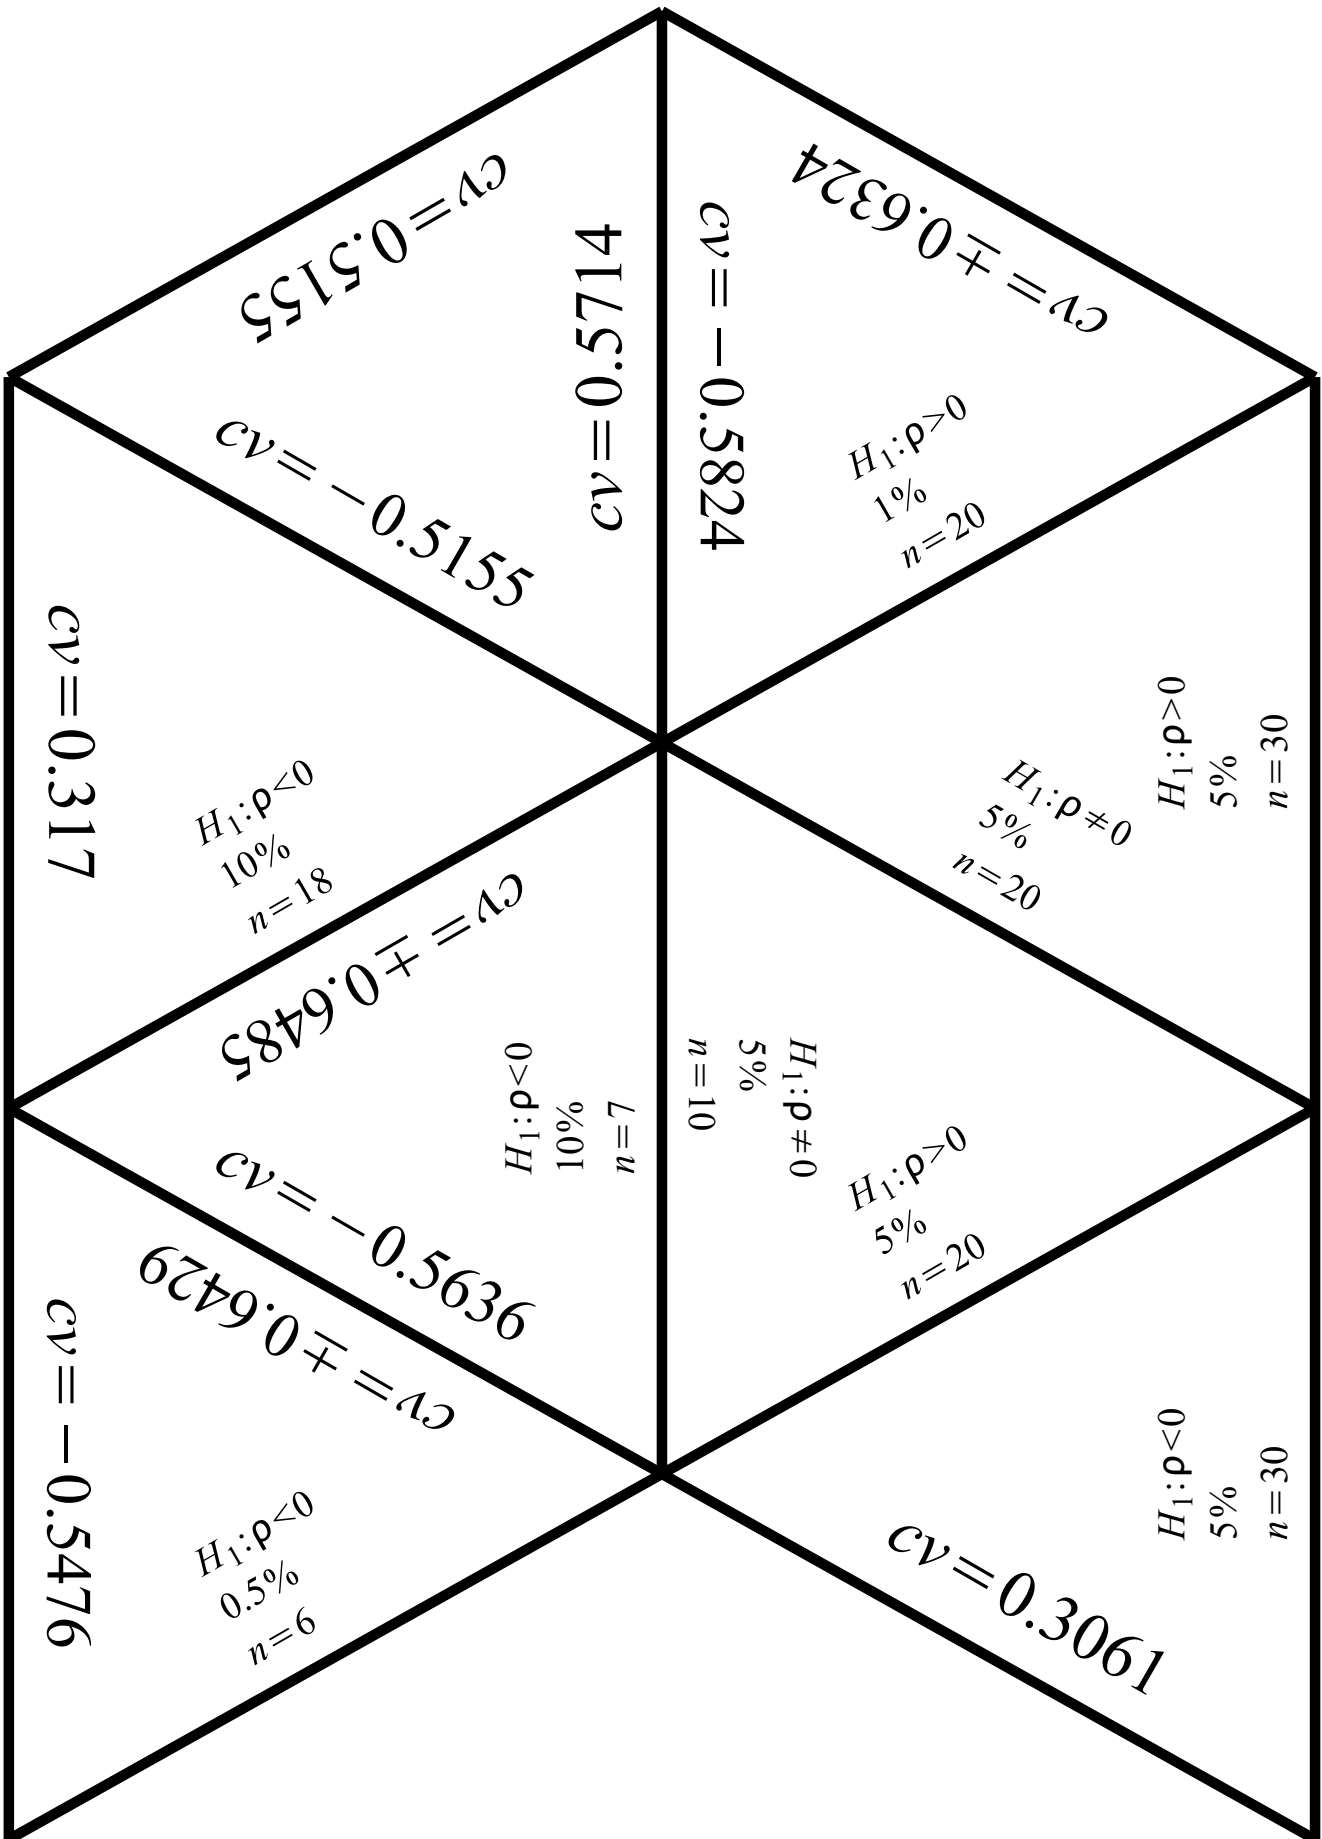 cv=0.5155
cv=0.5714
cv=−0.5155
cv=±0.6324
cv=−0.5824
H₁:ρ>0
1%
n=20
cv=0.317
H₁:ρ<0
10%
n=18
H₁:ρ>0
5%
n=30
H₁:ρ≠0
5%
n=20
cv=±0.6485
H₁:ρ<0
10%
n=7
cv=−0.5636
H₁:ρ≠0
5%
n=10
H₁:ρ>0
5%
n=20
cv=±0.6429
cv=−0.5476
H₁:ρ<0
0.5%
n=6
H₁:ρ<0
5%
n=30
cv=0.3061